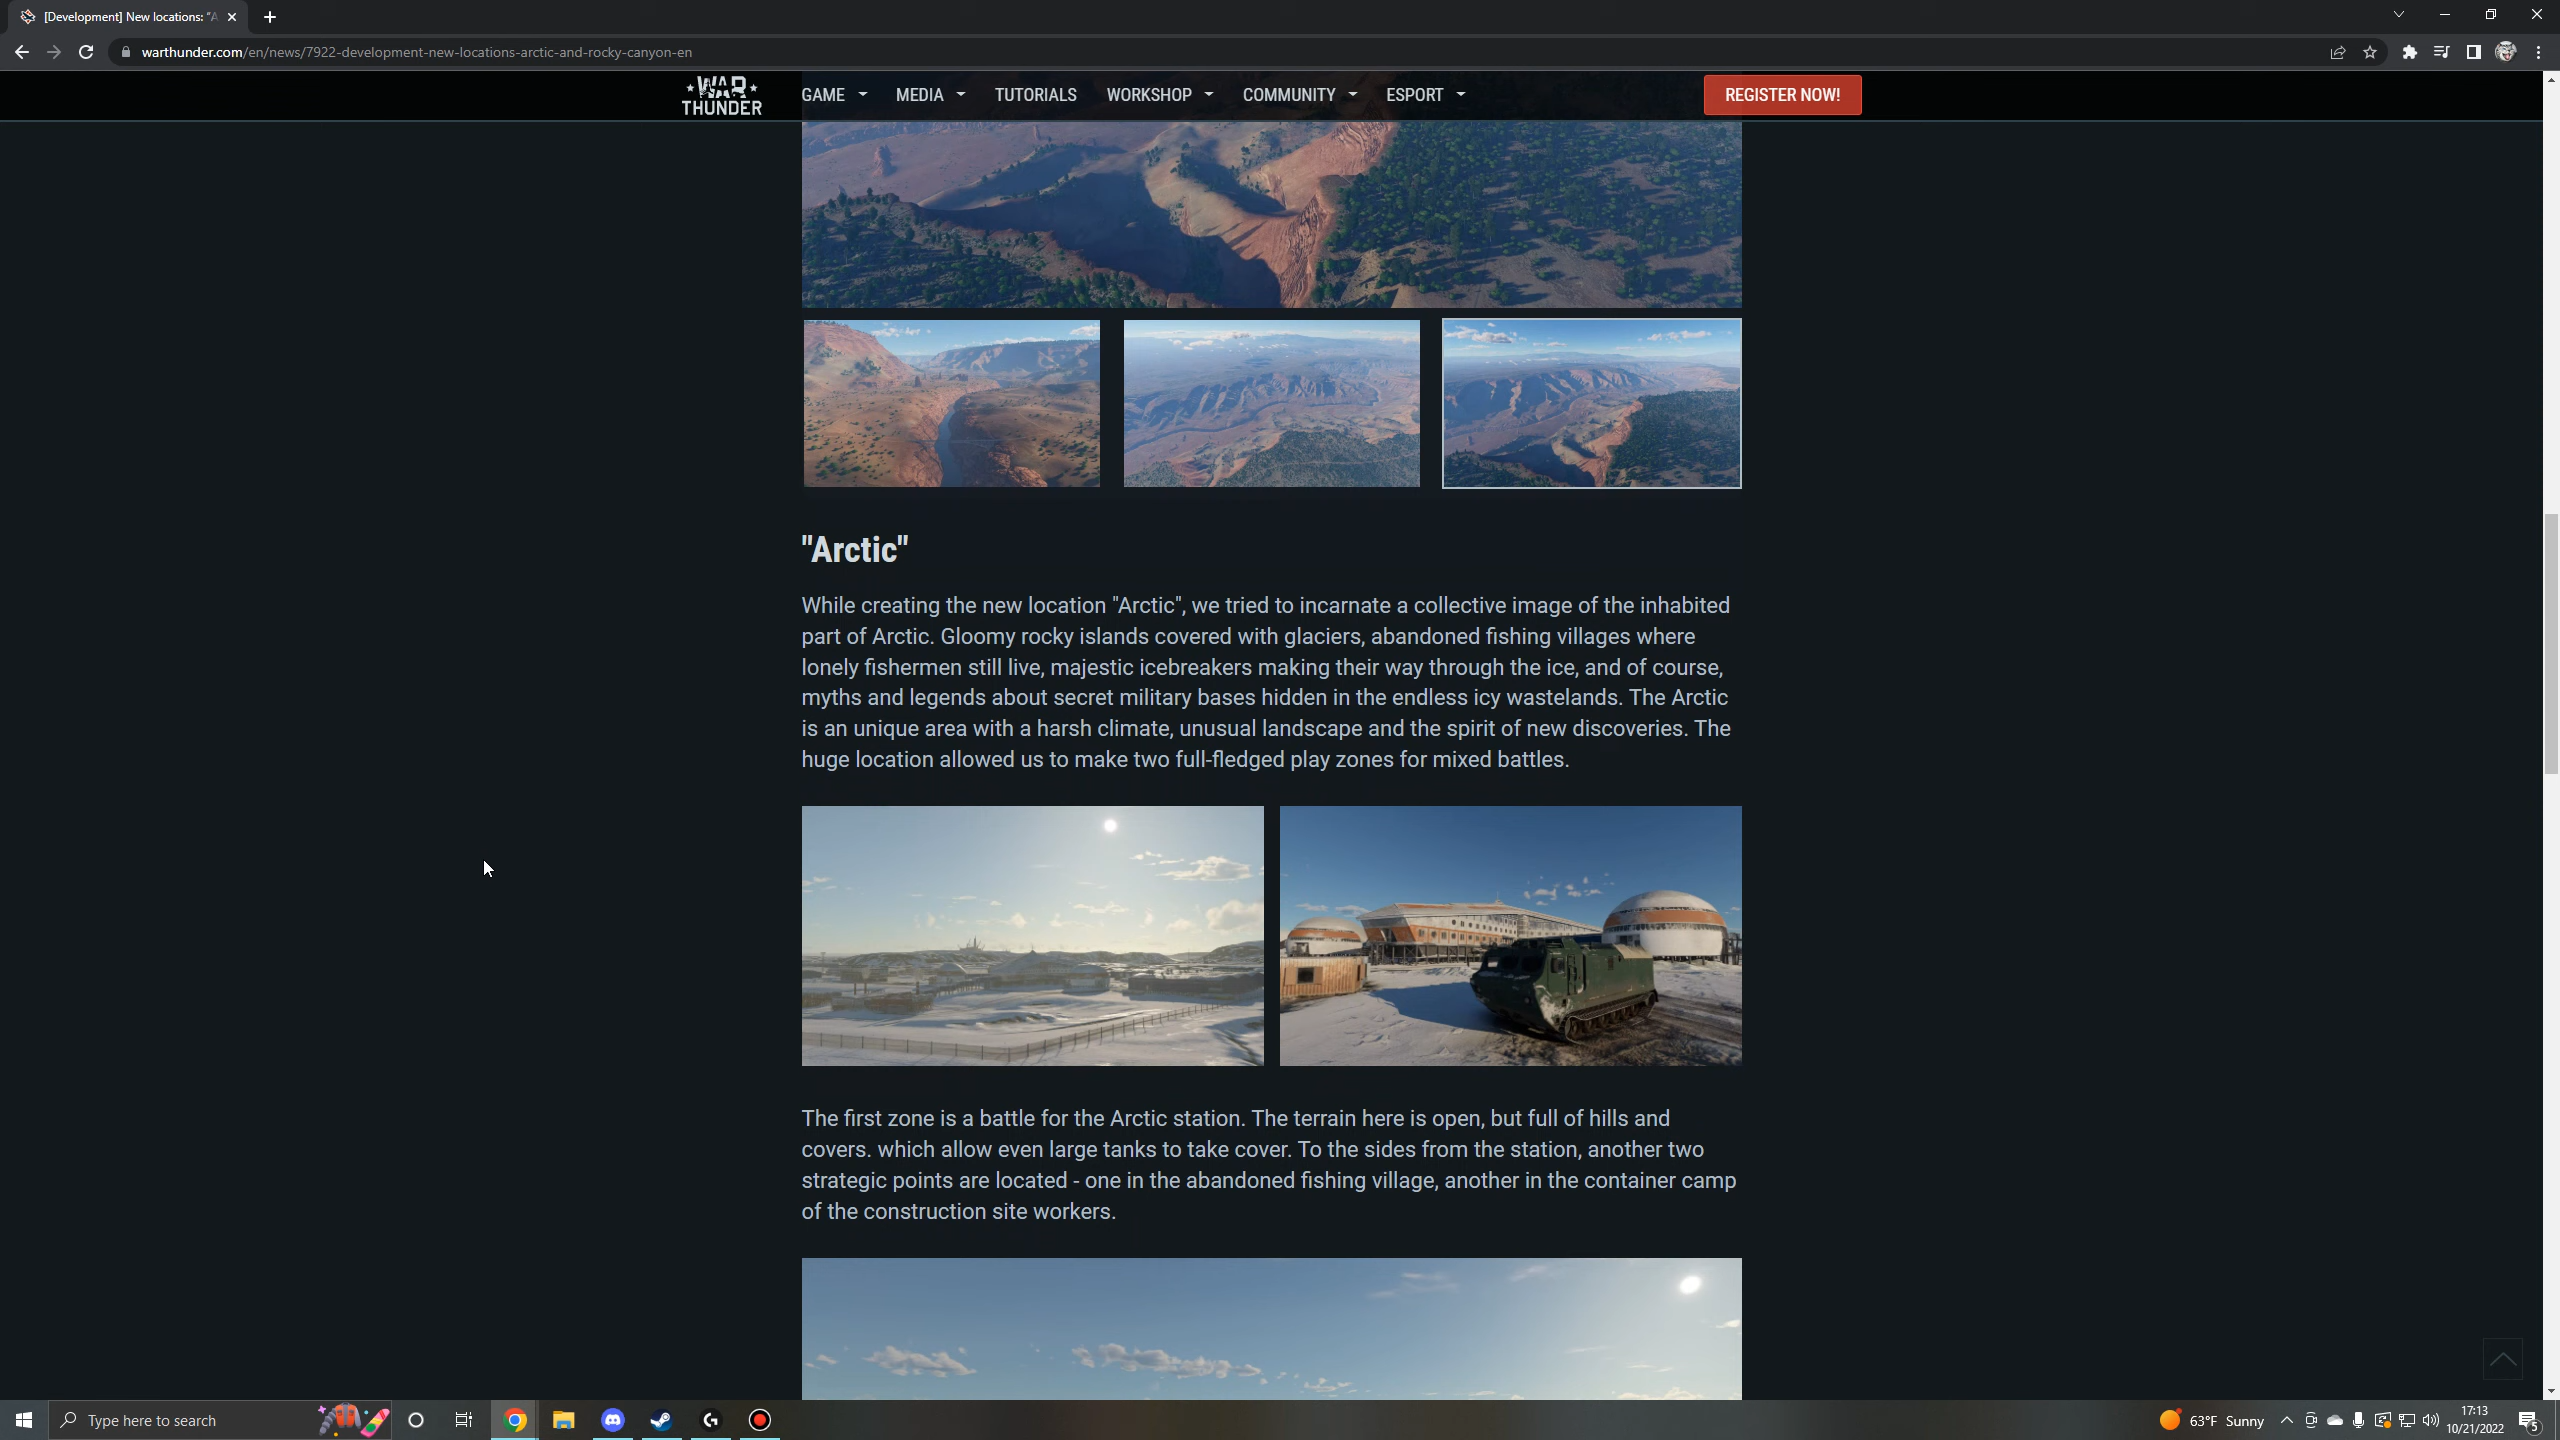 [Development] New locations: "A
warthunder.com/en/news/7922-development-new-locations-arctic-and-rocky-canyon-en
WAR
THUNDER
GAME
MEDIA
TUTORIALS
WORKSHOP
COMMUNITY
ESPORT
REGISTER NOW!
"Arctic"
While creating the new location "Arctic", we tried to incarnate a collective image of the inhabited
part of Arctic. Gloomy rocky islands covered with glaciers, abandoned fishing villages where
lonely fishermen still live, majestic icebreakers making their way through the ice, and of course,
myths and legends about secret military bases hidden in the endless icy wastelands. The Arctic
is an unique area with a harsh climate, unusual landscape and the spirit of new discoveries. The
huge location allowed us to make two full-fledged play zones for mixed battles.
The first zone is a battle for the Arctic station. The terrain here is open, but full of hills and
covers. which allow even large tanks to take cover. To the sides from the station, another two
strategic points are located - one in the abandoned fishing village, another in the container camp
of the construction site workers.
Type here to search
63°F Sunny
17:13
10/21/2022
5